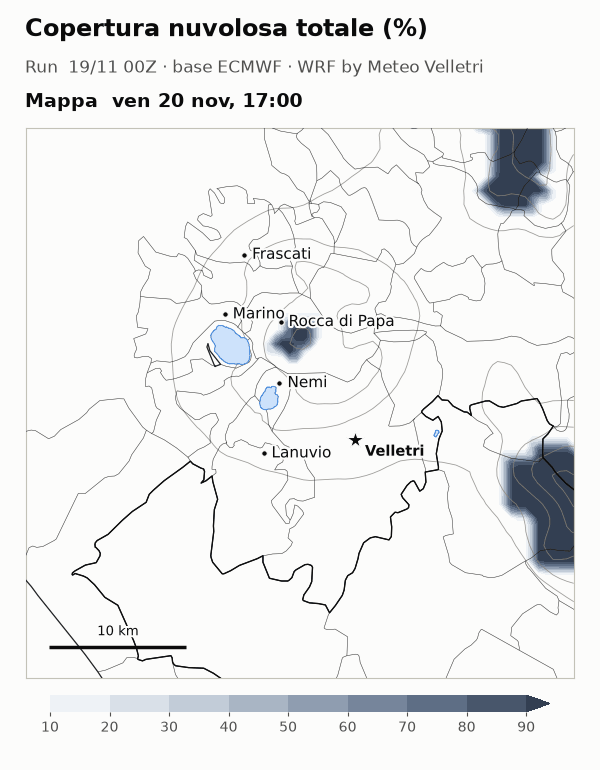 Copertura nuvolosa totale (%)
Run  19/11 00Z · base ECMWF · WRF by Meteo Velletri
Mappa  ven 20 nov, 17:00
Frascati
Marino
Rocca di Papa
Nemi
Velletri
Lanuvio
10 km
10 20 30 40 50 60 70 80 90